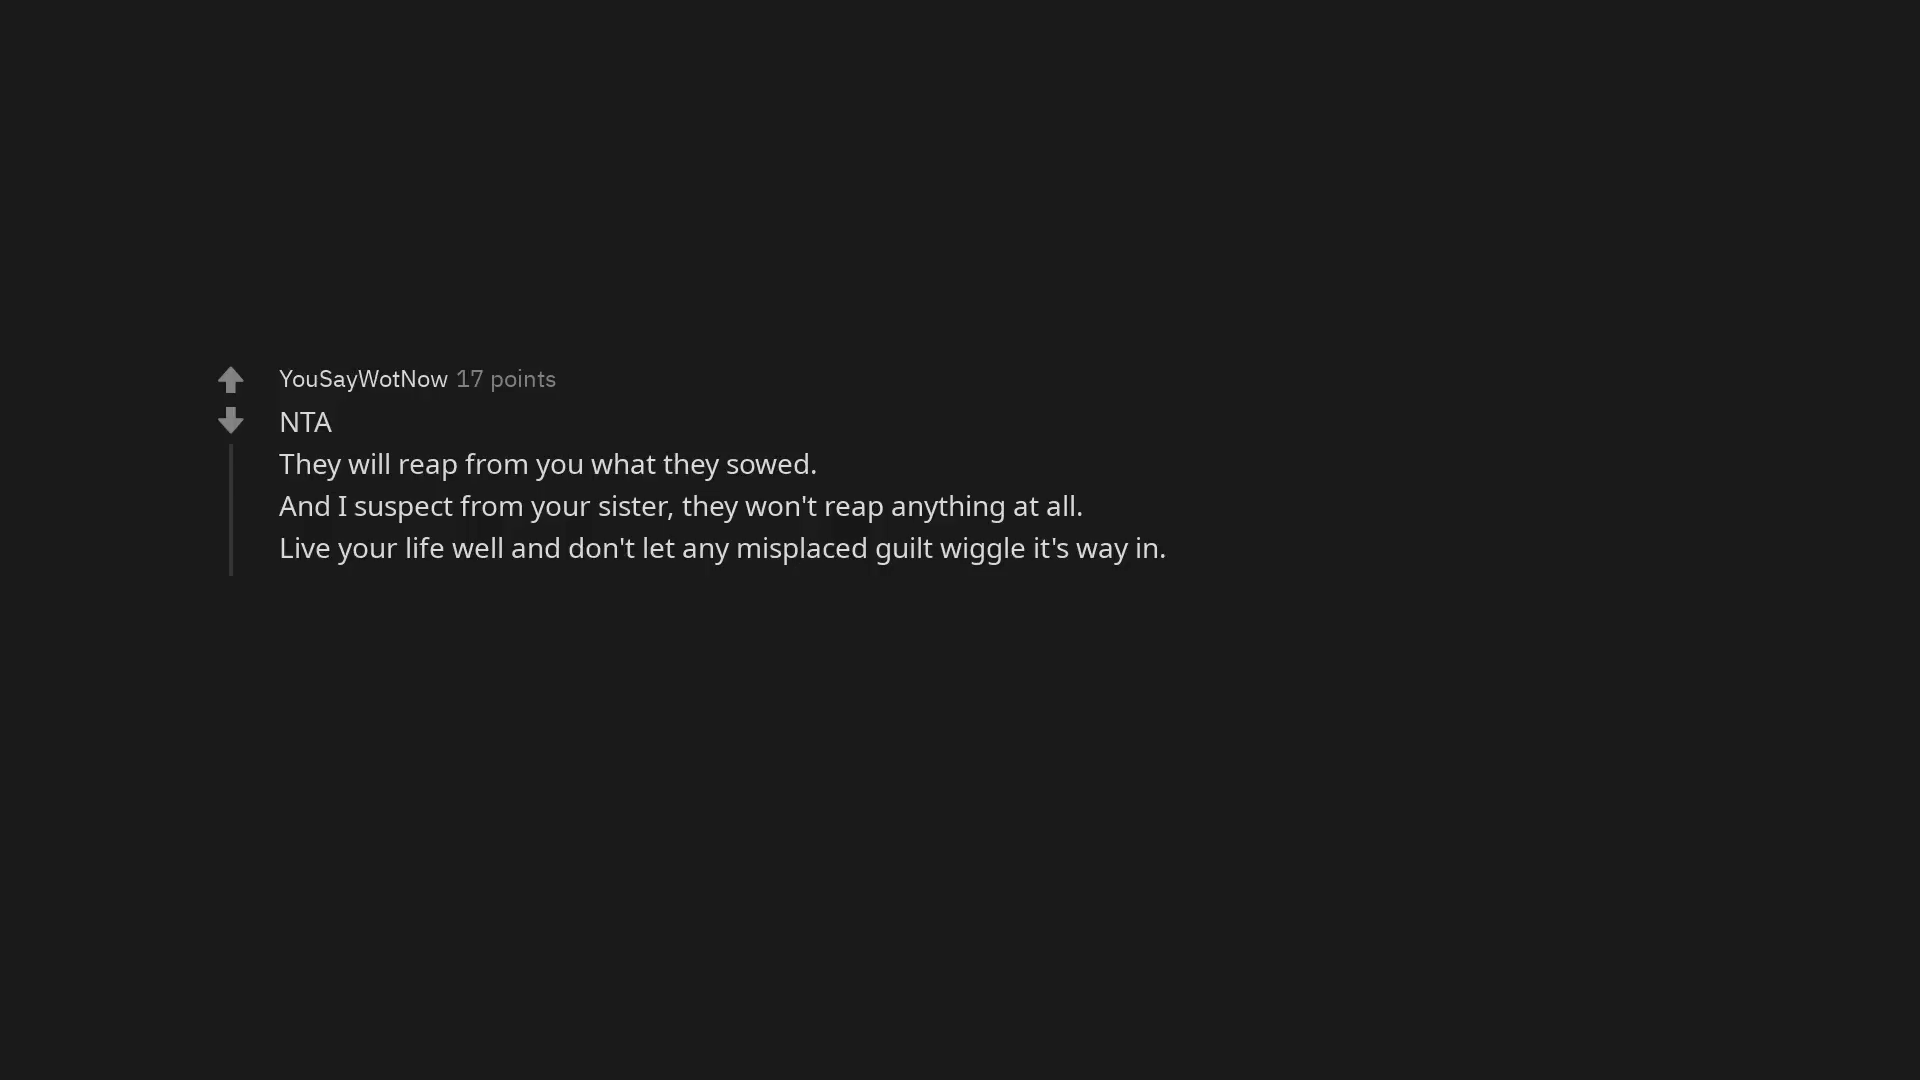 YouSayWotNow 17 points
NTA
They will reap from you what they sowed.
And I suspect from your sister, they won't reap anything at all.
Live your life well and don't let any misplaced guilt wiggle it's way in.